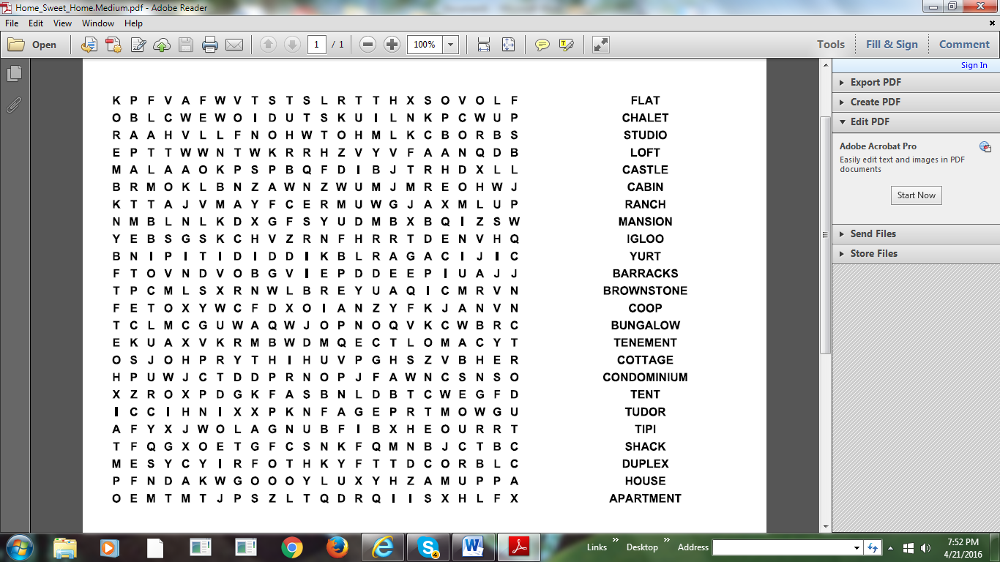 Home_Sweet_Home.Medium.pdf - Adobe Reader
File Edit View Window Help
Open 1 / 1 100% Tools Fill & Sign Comment
Sign In
Export PDF
Create PDF
Edit PDF
Adobe Acrobat Pro
Easily edit text and images in PDF
documents
Start Now
Send Files
Store Files
K P F V A F W V T S T S L R T T H X S O V O L F FLAT
O B L C W E W O I D U T S K U I L N K P C W U P CHALET
R A A H V L L F N O H W T O H M L K C B O R B S STUDIO
E P T T W W N T W K R R H Z V Y V F A A N Q D B LOFT
M A L A A O K P S P B Q F D I B J T R H D X L L CASTLE
B R M O K L B N Z A W N Z W U M J M R E O H W J CABIN
K T T A J V M A Y F C E R M U W G J A X M L U P RANCH
N M B L N L K D X G F S Y U D M B X B Q I Z S W MANSION
Y E B S G S K C H V Z R N F H R R T D E N V H Q IGLOO
B N I P I T I D I D D I K B L R A G A C I J I C YURT
F T O V N D V O B G V I E P D D E E P I U A J J BARRACKS
T P C M L S X R N W L B R E Y U A Q I C M R V N BROWNSTONE
F E T O X Y W C F D X O I A N Z Y F K J A N V N COOP
T C L M C G U W A Q W J O P N O Q V K C W B R C BUNGALOW
E K U A X V K R M B W D M Q E C T L O M A C Y T TENEMENT
O S J O H P R Y T H I H U V P G H S Z V B H E R COTTAGE
H P U W J C T D D P R N O P J F A W N C S N S O CONDOMINIUM
X Z R O X P D G K F A S B N L D B T C W E G F D TENT
I C C I H N I X X P K N F A G E P R T M O W G U TUDOR
A F Y X J W O L A G N U B F I B X H E O U R R T TIPI
T F Q G X O E T G F C S N K F Q M N B J C T B C SHACK
M E S Y C Y I R F O T H K Y F T T D C O R B L C DUPLEX
P F N D A K W G O O O Y L U X Y H Z A M U P P A HOUSE
O E M T M T J P S Z L T Q D R Q I I S X H L F X APARTMENT
Links » Desktop » Address 7:52 PM
4/21/2016
4